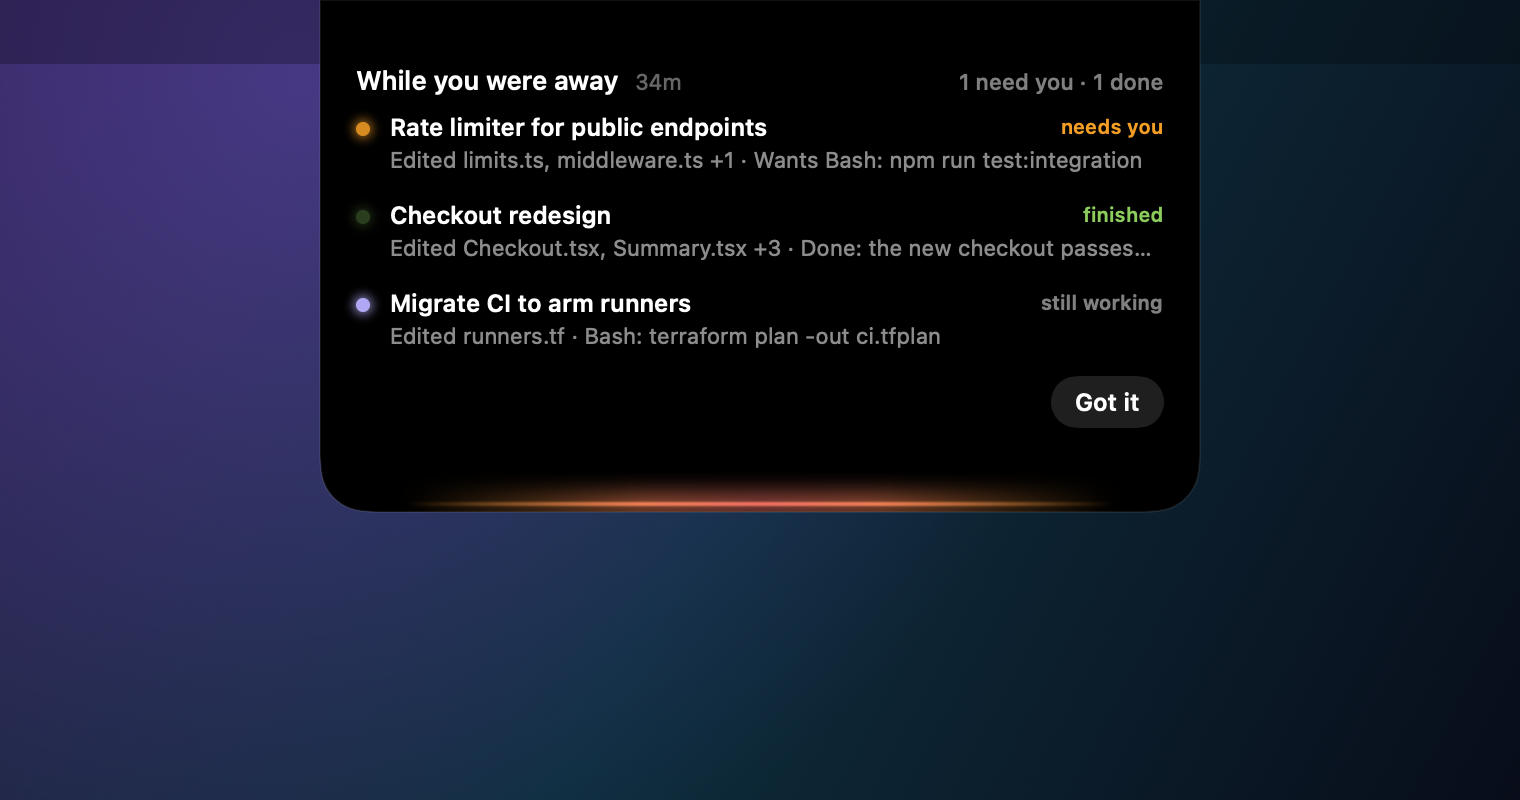 While you were away 34m 1 need you · 1 done
Rate limiter for public endpoints needs you
Edited limits.ts, middleware.ts +1 · Wants Bash: npm run test:integration
Checkout redesign finished
Edited Checkout.tsx, Summary.tsx +3 · Done: the new checkout passes…
Migrate CI to arm runners still working
Edited runners.tf · Bash: terraform plan -out ci.tfplan
Got it